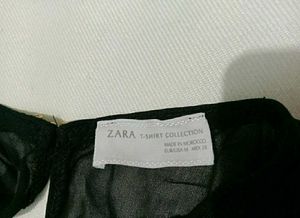 ZARA T-SHIRT COLLECTION
MADE IN MOROCCO
EUR/USA M MEX 28